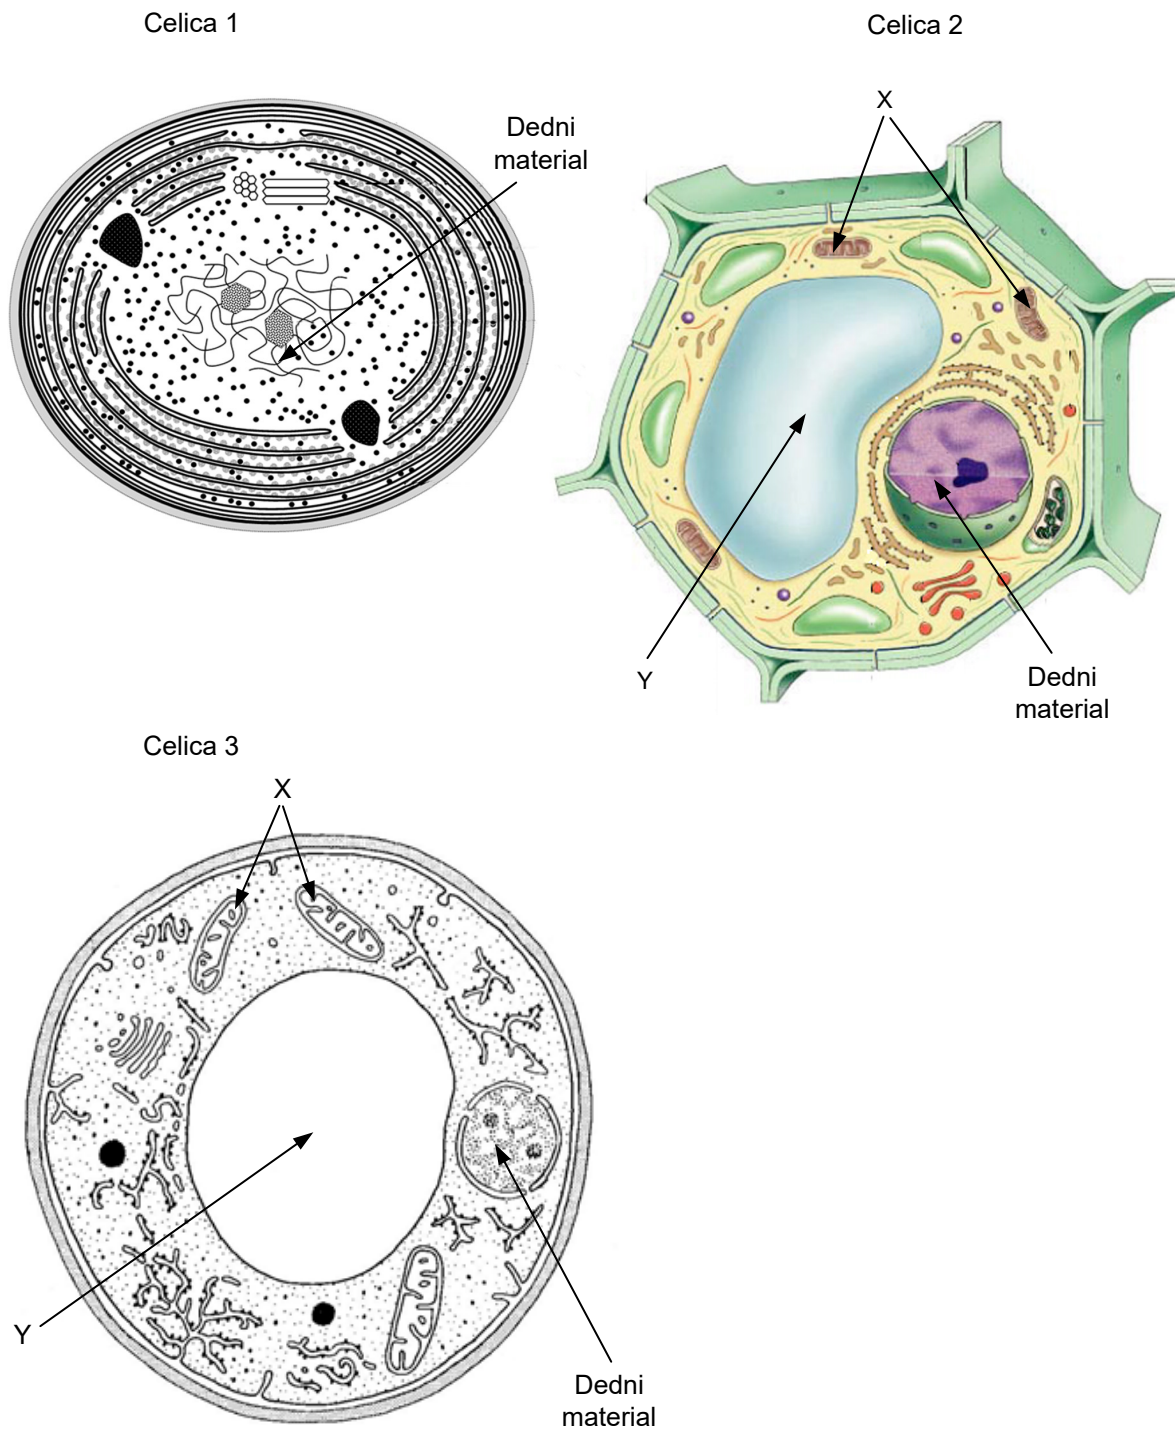 Celica 1
Dedni
material
Celica 2
X
Y
Dedni
material
Celica 3
X
Y
Dedni
material